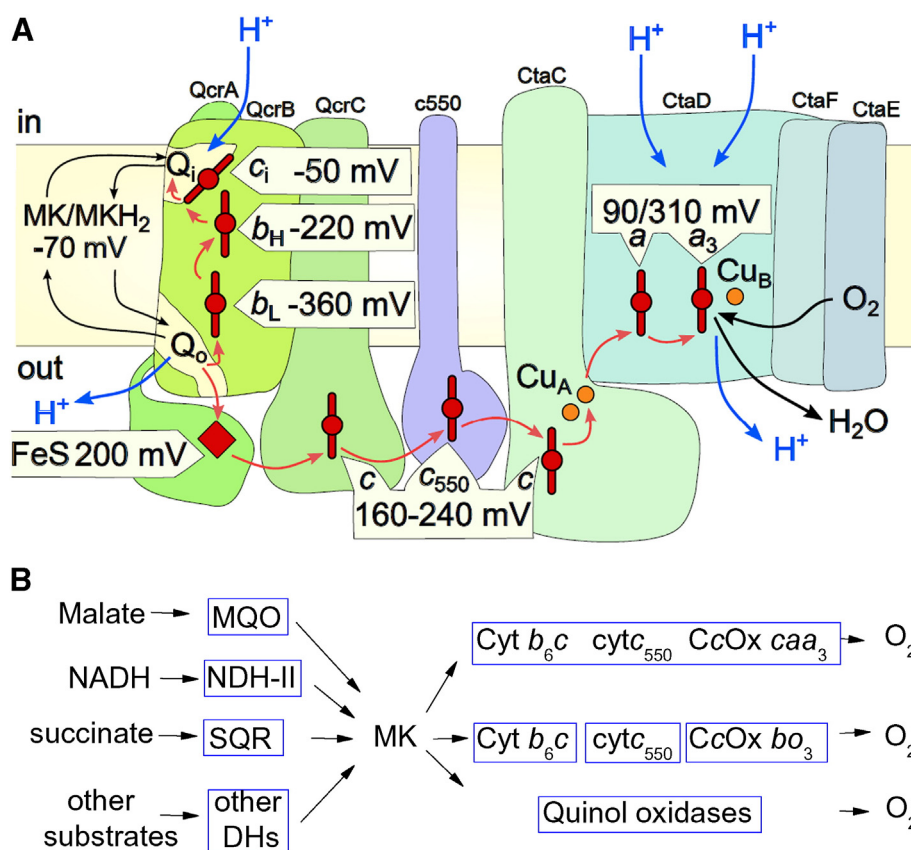 A
H+
H+
H+
QcrA
QcrB
QcrC
c550
CtaC
CtaD
CtaF
CtaE
in
Qi
ci -50 mV
MK/MKH2
-70 mV
bH -220 mV
bL -360 mV
90/310 mV
a
a3
CuB
O2
Qo
out
H+
CuA
H2O
H+
FeS 200 mV
c
c550
c
160-240 mV
B
Malate
MQO
Cyt b6c cytc550 CcOx caa3
O2
NADH
NDH-II
succinate
SQR
MK
Cyt b6c
cytc550
CcOx bo3
O2
other
substrates
other
DHs
Quinol oxidases
O2